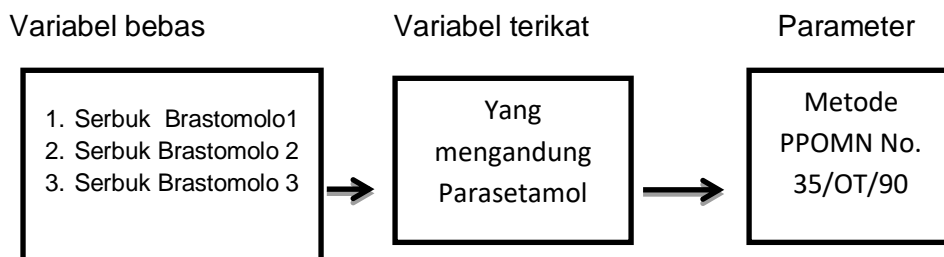 Variabel bebas
Variabel terikat
Parameter
1. Serbuk Brastomolo1
2. Serbuk Brastomolo 2
3. Serbuk Brastomolo 3
Yang
mengandung
Parasetamol
Metode
PPOMN No.
35/OT/90